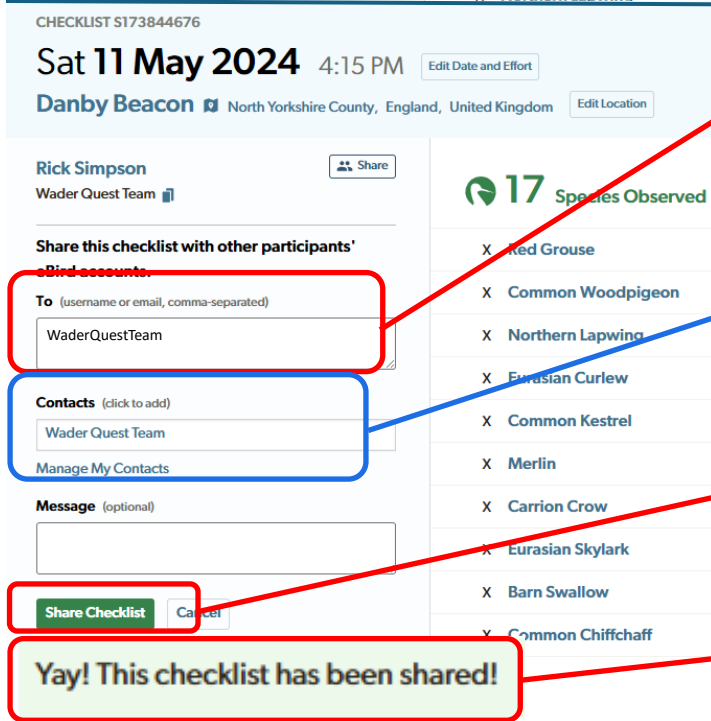 CHECKLIST S173844676
Sat 11 May 2024 4:15 PM Edit Date and Effort
Danby Beacon North Yorkshire County, England, United Kingdom Edit Location
Rick Simpson Share
Wader Quest Team
Share this checklist with other participants'
eBird accounts.
To (username or email, comma-separated)
WaderQuestTeam
Contacts (click to add)
Wader Quest Team
Manage My Contacts
Message (optional)
Share Checklist Cancel
Yay! This checklist has been shared!
17 Species Observed
X Red Grouse
X Common Woodpigeon
X Northern Lapwing
X Eurasian Curlew
X Common Kestrel
X Merlin
X Carrion Crow
X Eurasian Skylark
X Barn Swallow
X Common Chiffchaff